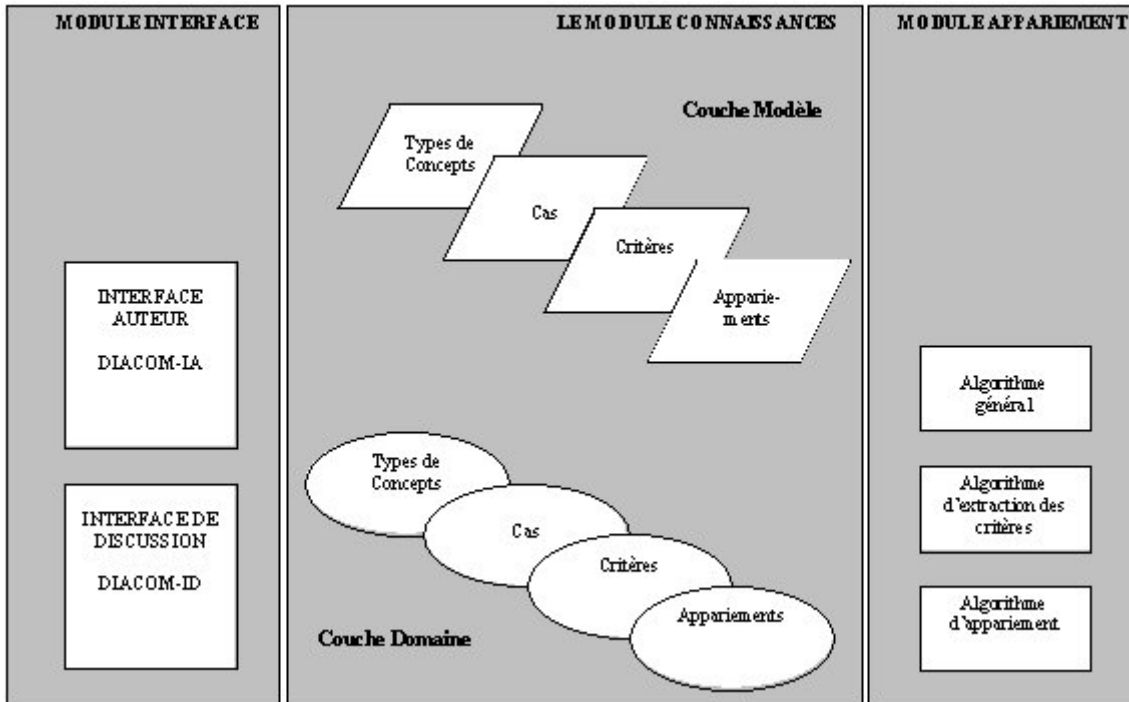 MODULE INTERFACE
INTERFACE
AUTEUR
DIACOM-IA
INTERFACE DE
DISCUSSION
DIACOM-ID
LE MODULE CONNAISSANCES
Couche Modèle
Types de
Concepts
Cas
Critères
Apparie-
ments
Types de
Concepts
Cas
Critères
Appariements
Couche Domaine
MODULE APPARIEMENT
Algorithme
général
Algorithme
d'extraction des
critères
Algorithme
d'appariement